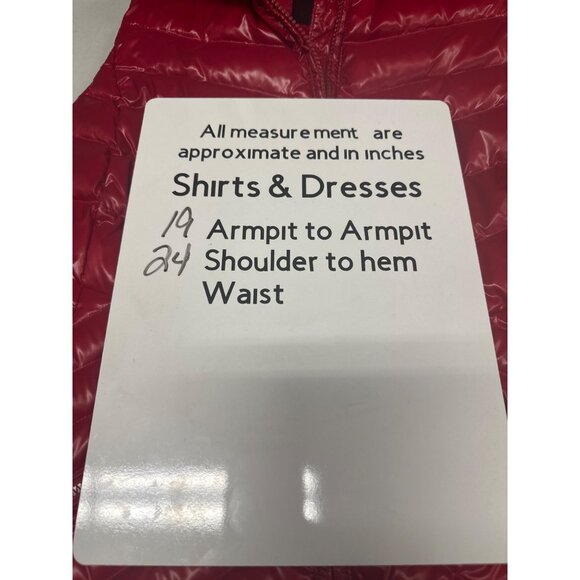 All measurement are
approximate and in inches
Shirts & Dresses
19 Armpit to Armpit
24 Shoulder to hem
Waist